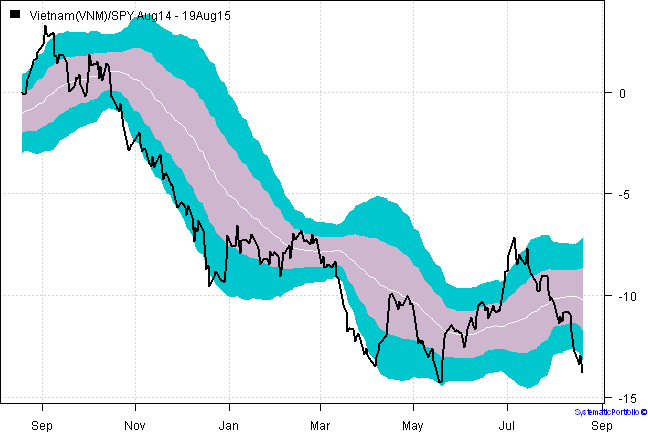 Vietnam(VNM)/SPY Aug14 - 19Aug15
0
-5
-10
-15
SystematicPortfolio ©
Sep Nov Jan Mar May Jul Sep